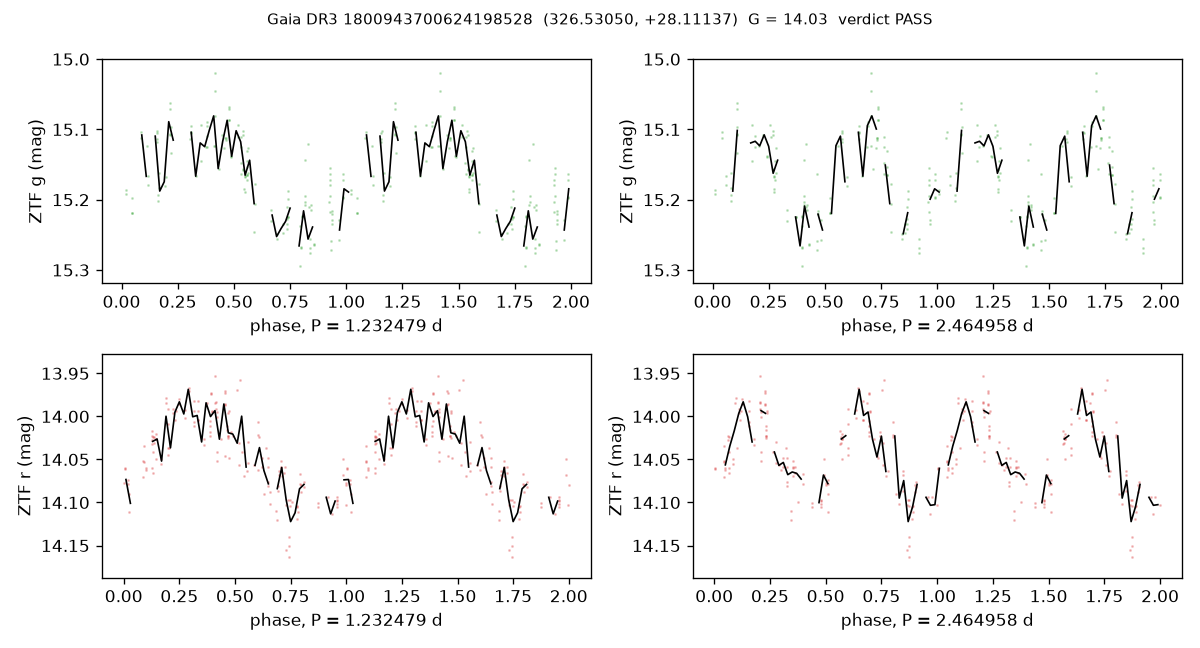 Gaia DR3 1800943700624198528  (326.53050, +28.11137)  G = 14.03  verdict PASS
ZTF g (mag)
15.0
15.1
15.2
15.3
0.00 0.25 0.50 0.75 1.00 1.25 1.50 1.75 2.00
phase, P = 1.232479 d
ZTF g (mag)
15.0
15.1
15.2
15.3
0.00 0.25 0.50 0.75 1.00 1.25 1.50 1.75 2.00
phase, P = 2.464958 d
ZTF r (mag)
13.95
14.00
14.05
14.10
14.15
0.00 0.25 0.50 0.75 1.00 1.25 1.50 1.75 2.00
phase, P = 1.232479 d
ZTF r (mag)
13.95
14.00
14.05
14.10
14.15
0.00 0.25 0.50 0.75 1.00 1.25 1.50 1.75 2.00
phase, P = 2.464958 d